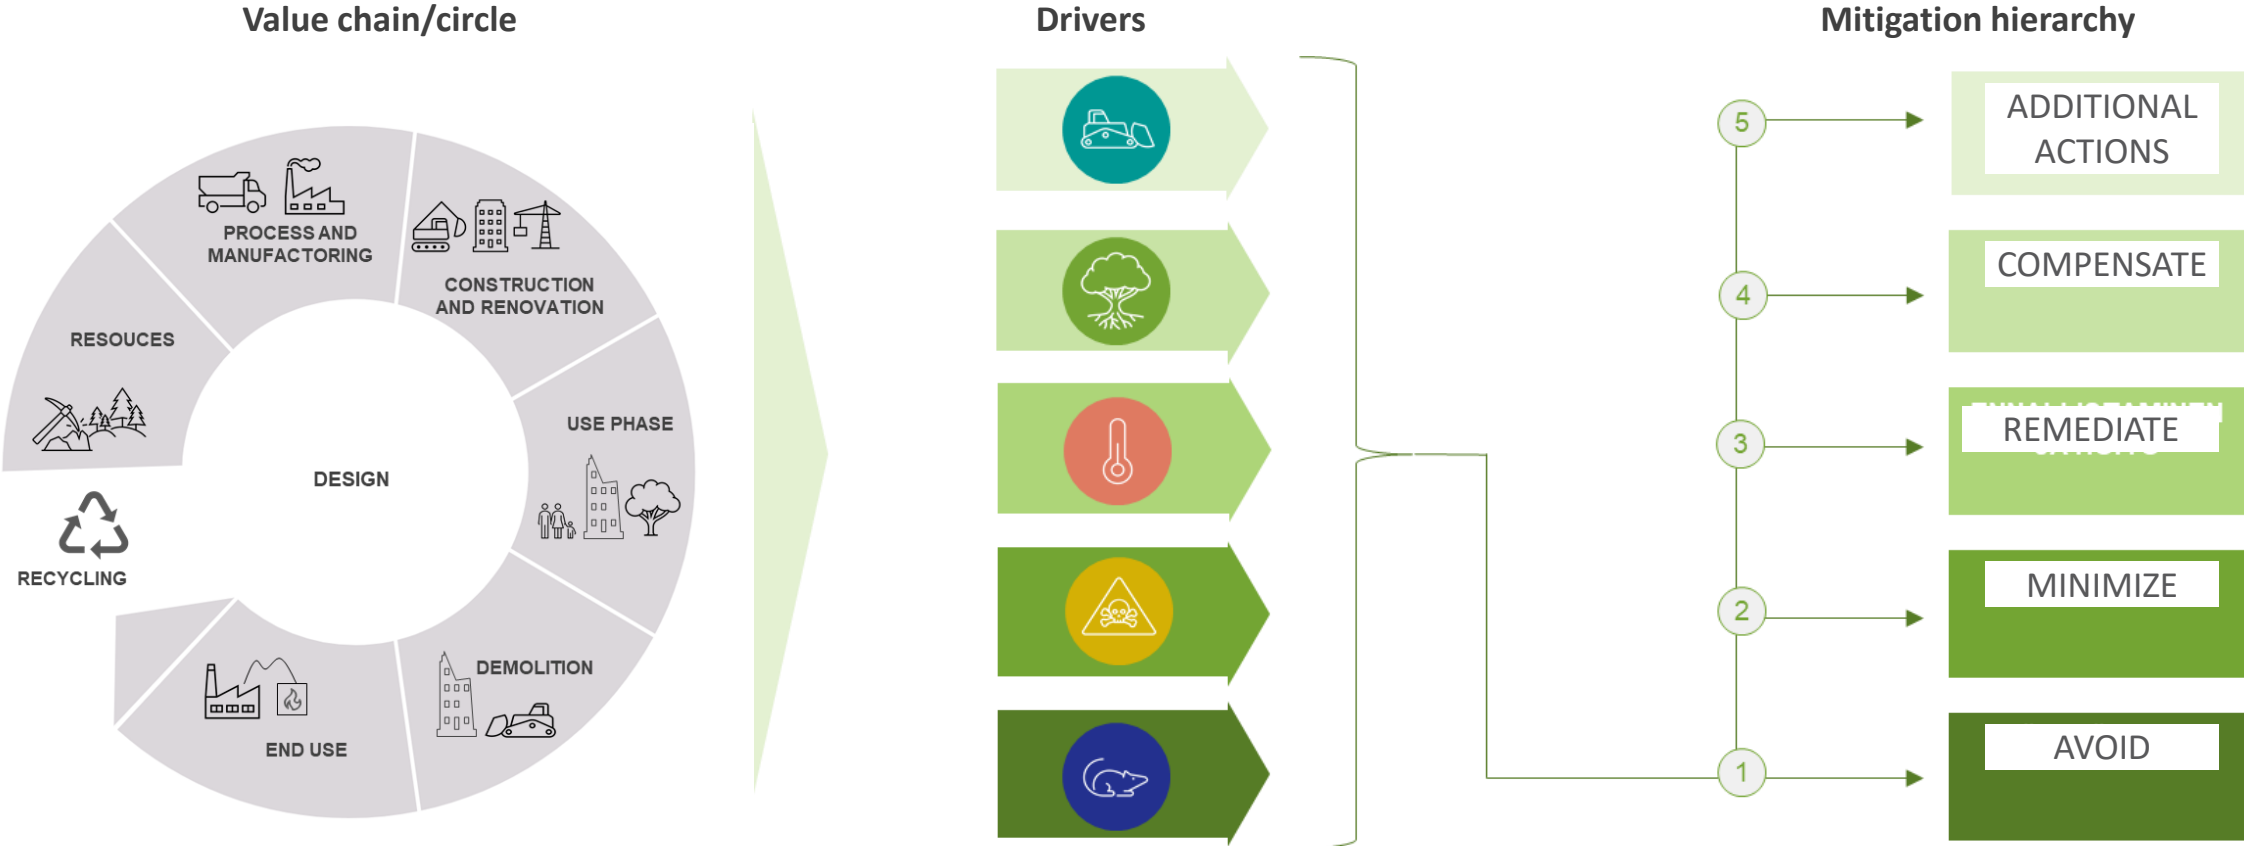 Value chain/circle
Drivers
Mitigation hierarchy
PROCESS AND
MANUFACTORING
CONSTRUCTION
AND RENOVATION
RESOUCES
USE PHASE
DESIGN
RECYCLING
DEMOLITION
END USE
5
ADDITIONAL
ACTIONS
4
COMPENSATE
3
REMEDIATE
2
MINIMIZE
1
AVOID